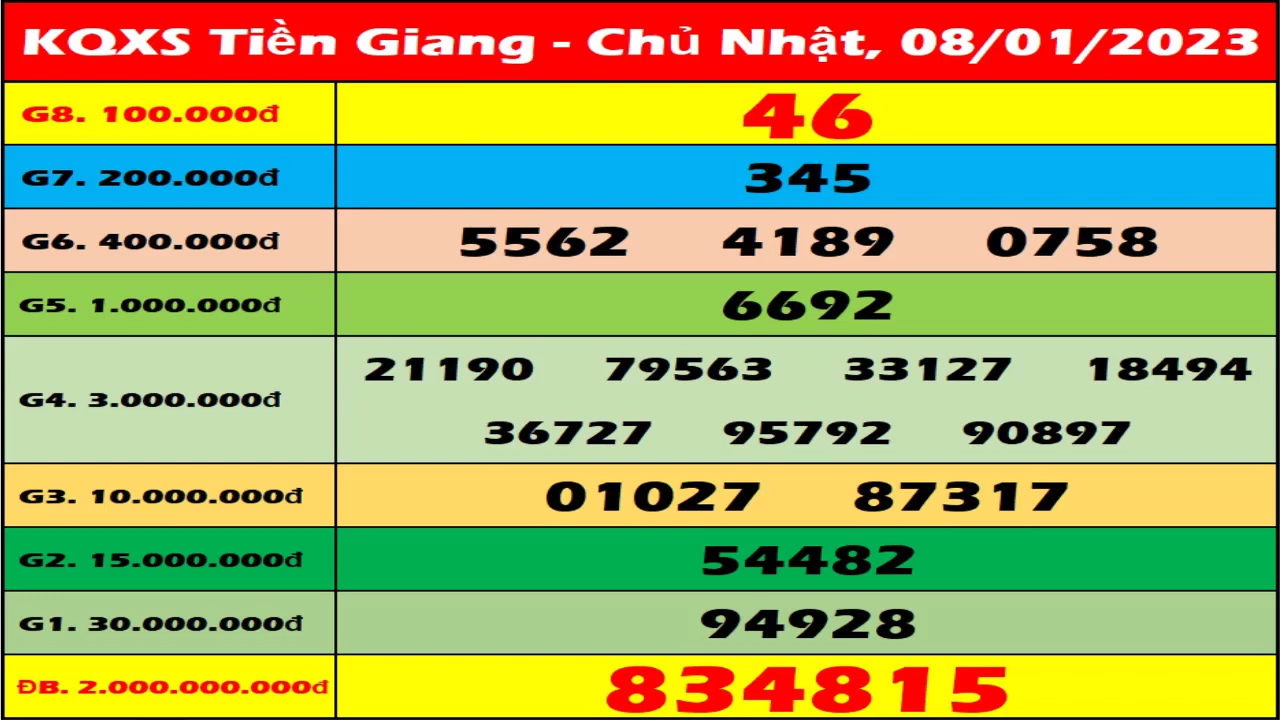 KQXS Tiền Giang - Chủ Nhật, 08/01/2023
G8. 100.000đ 46
G7. 200.000đ 345
G6. 400.000đ 5562 4189 0758
G5. 1.000.000đ 6692
G4. 3.000.000đ 21190 79563 33127 18494
36727 95792 90897
G3. 10.000.000đ 01027 87317
G2. 15.000.000đ 54482
G1. 30.000.000đ 94928
ĐB. 2.000.000.000đ 834815